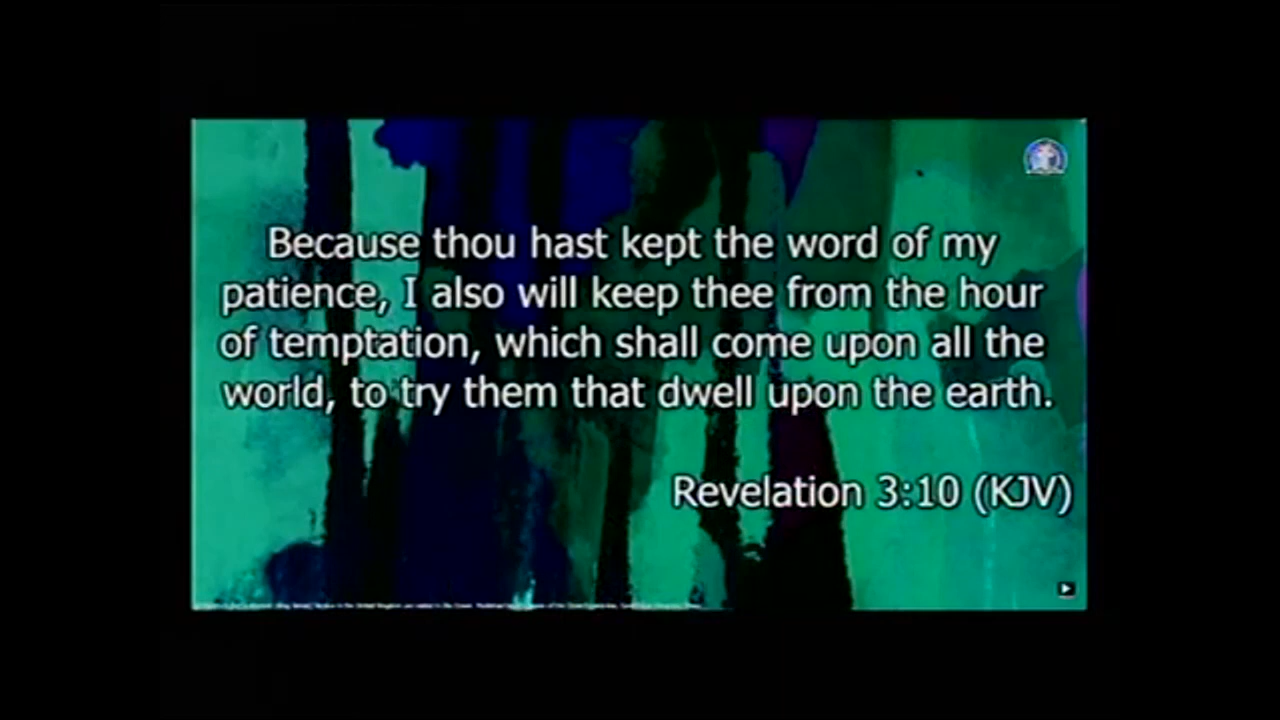 Because thou hast kept the word of my
patience, I also will keep thee from the hour
of temptation, which shall come upon all the
world, to try them that dwell upon the earth.
Revelation 3:10 (KJV)